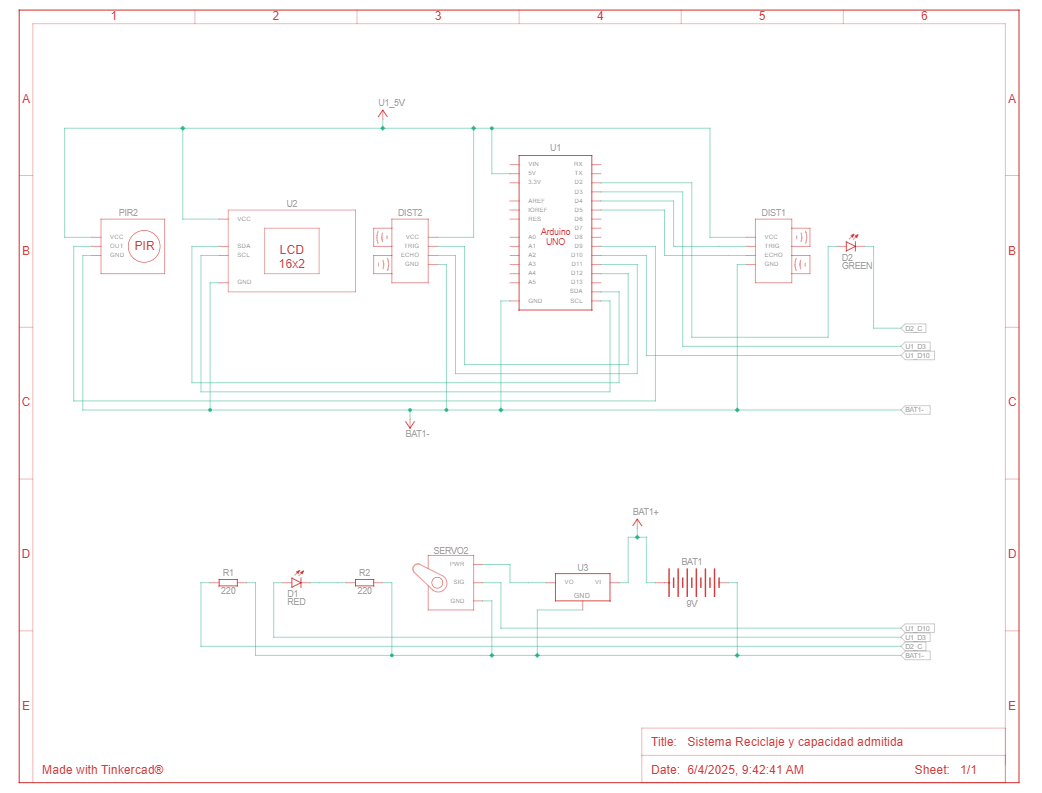 1 2 3 4 5 6
A A
U1_5V
U1
VIN RX
5V TX
3.3V D2
D3
AREF D4
IOREF D5
RES D6
D7
A0 D8
A1 D9
A2 D10
A3 D11
A4 D12
A5 D13
SDA
GND SCL
Arduino
UNO
B B
PIR2
VCC
OUT
GND
PIR
U2
VCC
SDA
SCL
GND
LCD
16x2
DIST2
VCC
TRIG
ECHO
GND
DIST1
VCC
TRIG
ECHO
GND
D2
GREEN
D2_C
U1_D3
U1_D10
C C
BAT1-
BAT1-
D D
R1
220
D1
RED
R2
220
SERVO2
PWR
SIG
GND
U3
VO VI
GND
BAT1+
BAT1
9V
U1_D10
U1_D3
D2_C
BAT1-
E E
Title: Sistema Reciclaje y capacidad admitida
Made with Tinkercad® Date: 6/4/2025, 9:42:41 AM Sheet: 1/1